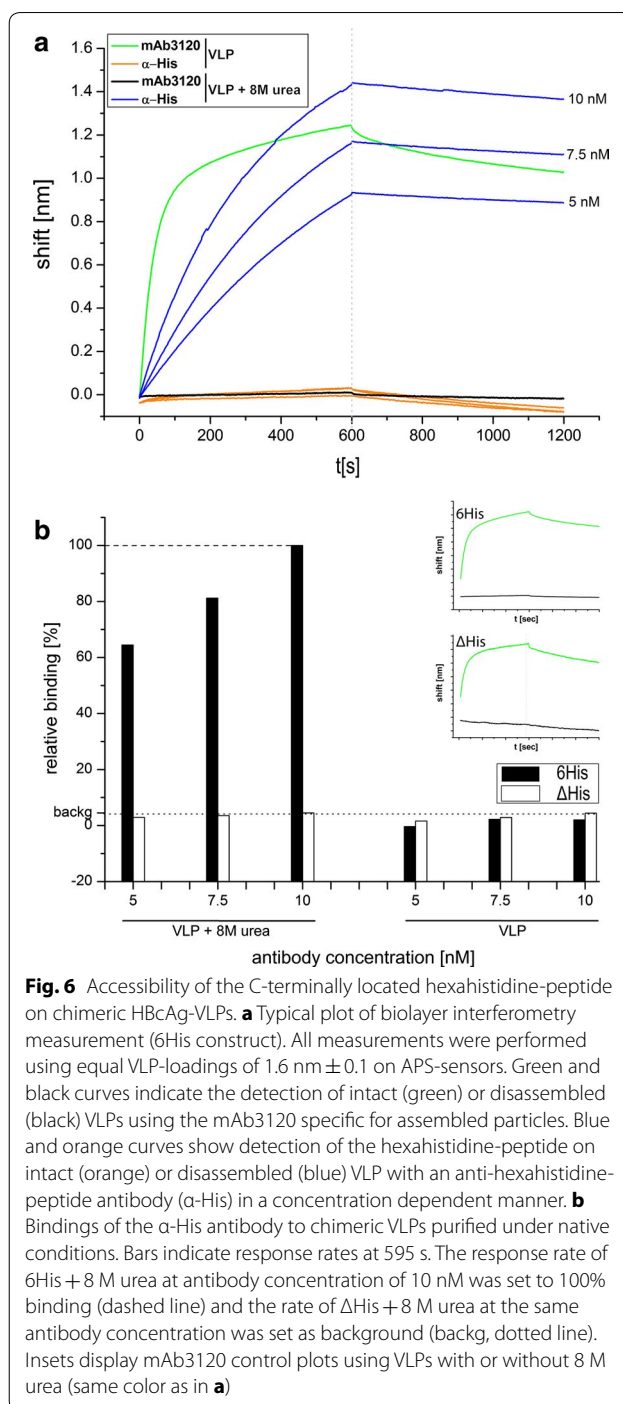 a
mAb3120
α–His
VLP
mAb3120
α–His
VLP + 8M urea
1.6
1.4
1.2
1.0
0.8
0.6
0.4
0.2
0.0
shift [nm]
10 nM
7.5 nM
5 nM
0
200
400
600
800
1000
1200
t[s]
b
100
80
60
40
20
backg
0
-20
relative binding [%]
6His
shift [nm]
t [sec]
ΔHis
shift [nm]
t [sec]
6His
ΔHis
5
7.5
10
5
7.5
10
VLP + 8M urea
VLP
antibody concentration [nM]
Fig. 6 Accessibility of the C-terminally located hexahistidine-peptide
on chimeric HBcAg-VLPs. a Typical plot of biolayer interferometry
measurement (6His construct). All measurements were performed
using equal VLP-loadings of 1.6 nm ± 0.1 on APS-sensors. Green and
black curves indicate the detection of intact (green) or disassembled
(black) VLPs using the mAb3120 specific for assembled particles. Blue
and orange curves show detection of the hexahistidine-peptide on
intact (orange) or disassembled (blue) VLP with an anti-hexahistidine-
peptide antibody (α-His) in a concentration dependent manner. b
Bindings of the α-His antibody to chimeric VLPs purified under native
conditions. Bars indicate response rates at 595 s. The response rate of
6His + 8 M urea at antibody concentration of 10 nM was set to 100%
binding (dashed line) and the rate of ΔHis + 8 M urea at the same
antibody concentration was set as background (backg, dotted line).
Insets display mAb3120 control plots using VLPs with or without 8 M
urea (same color as in a)